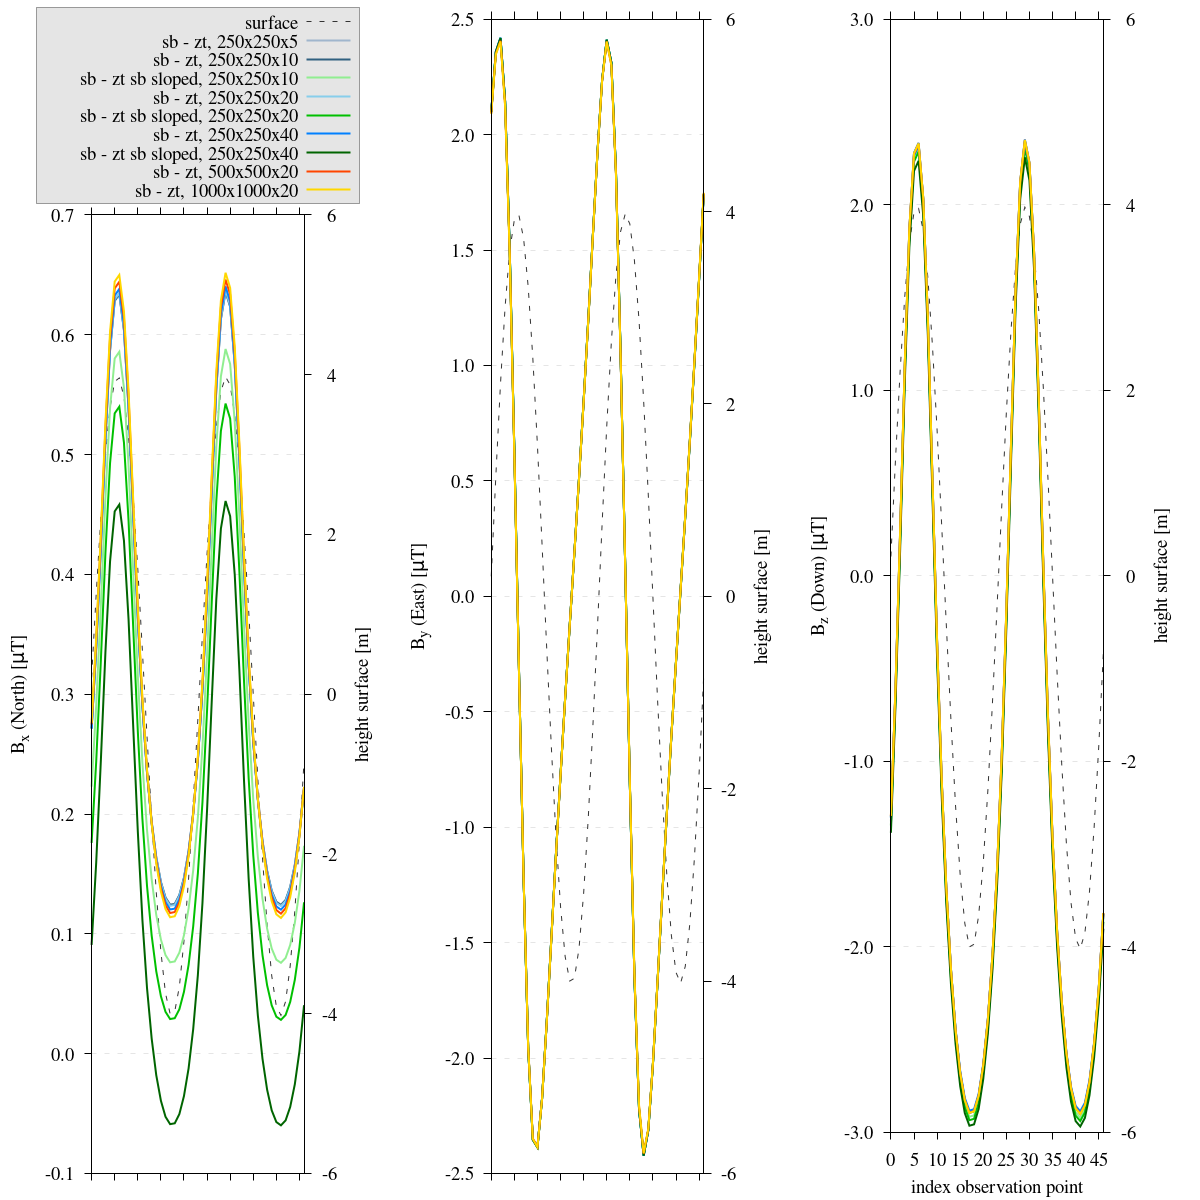 surface
sb - zt, 250x250x5
sb - zt, 250x250x10
sb - zt sb sloped, 250x250x10
sb - zt, 250x250x20
sb - zt sb sloped, 250x250x20
sb - zt, 250x250x40
sb - zt sb sloped, 250x250x40
sb - zt, 500x500x20
sb - zt, 1000x1000x20
0.7
0.6
0.5
0.4
0.3
0.2
0.1
0.0
-0.1
Bx (North) [µT]
6
4
2
0
-2
-4
-6
height surface [m]
2.5
2.0
1.5
1.0
0.5
0.0
-0.5
-1.0
-1.5
-2.0
-2.5
By (East) [µT]
6
4
2
0
-2
-4
-6
height surface [m]
3.0
2.0
1.0
0.0
-1.0
-2.0
-3.0
Bz (Down) [µT]
6
4
2
0
-2
-4
-6
height surface [m]
0 5 10 15 20 25 30 35 40 45
index observation point